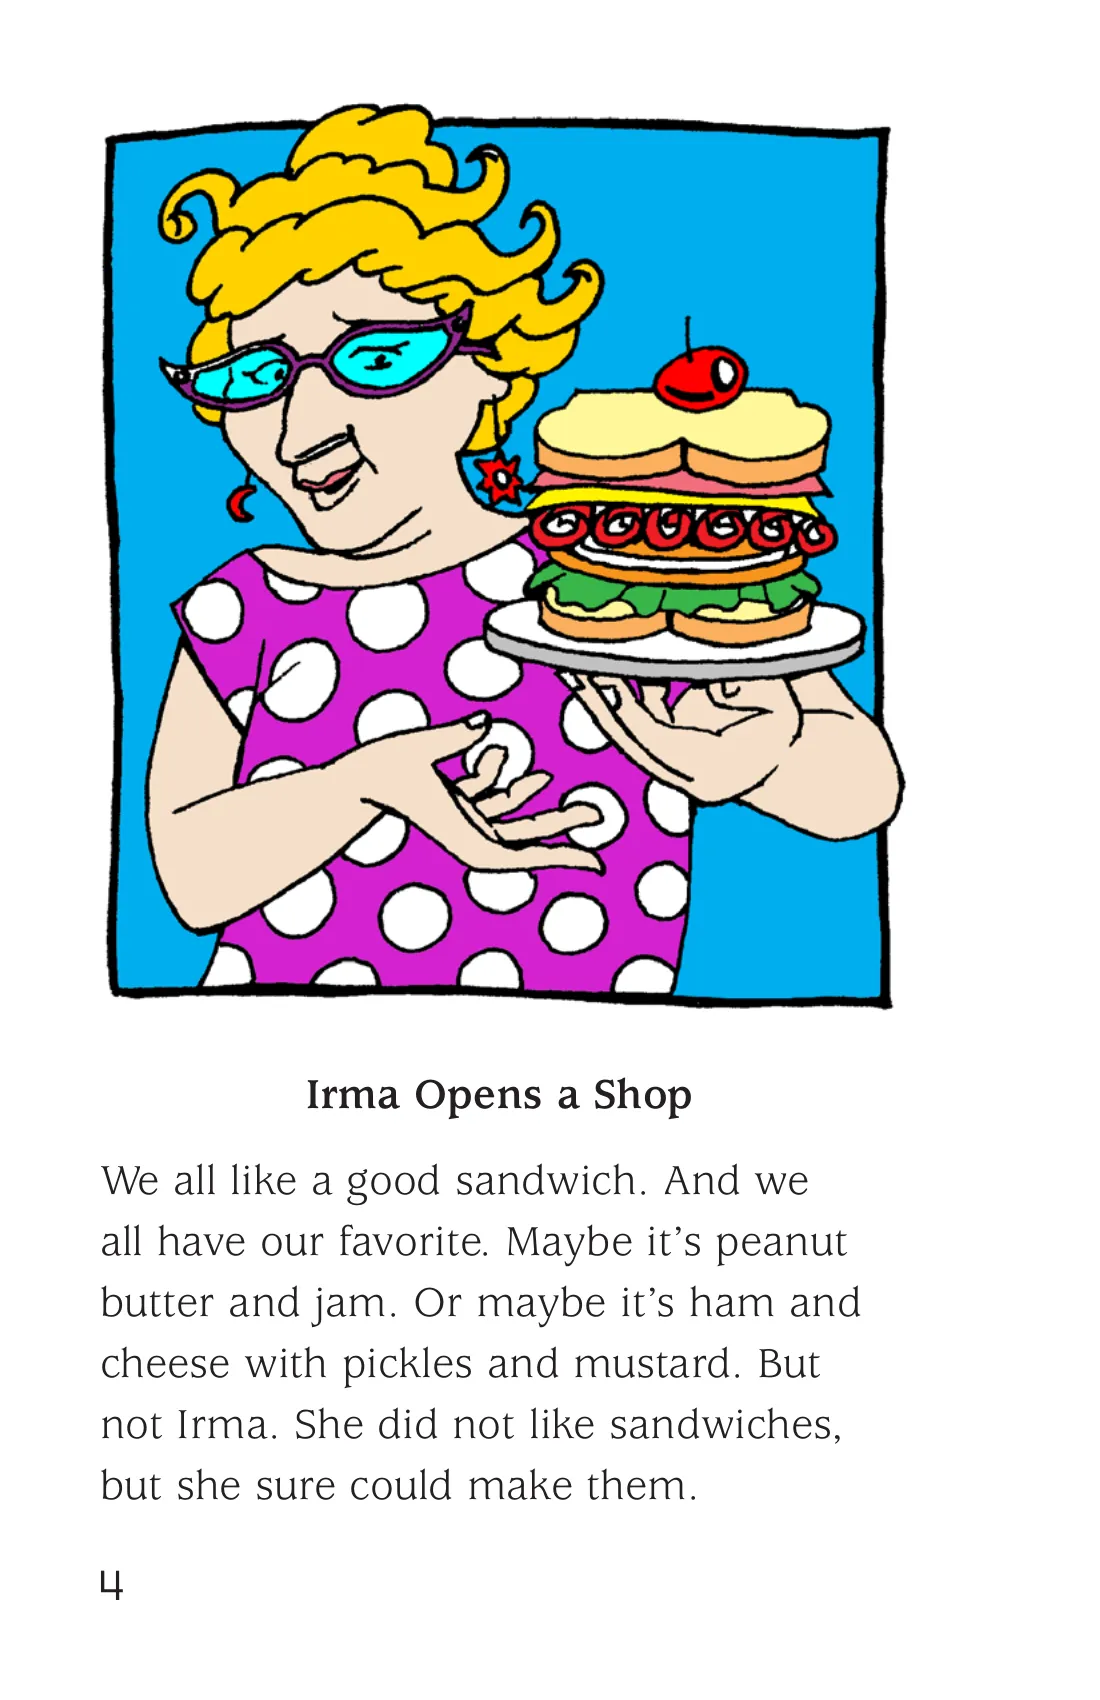 Irma Opens a Shop
We all like a good sandwich. And we
all have our favorite. Maybe it’s peanut
butter and jam. Or maybe it’s ham and
cheese with pickles and mustard. But
not Irma. She did not like sandwiches,
but she sure could make them.
4